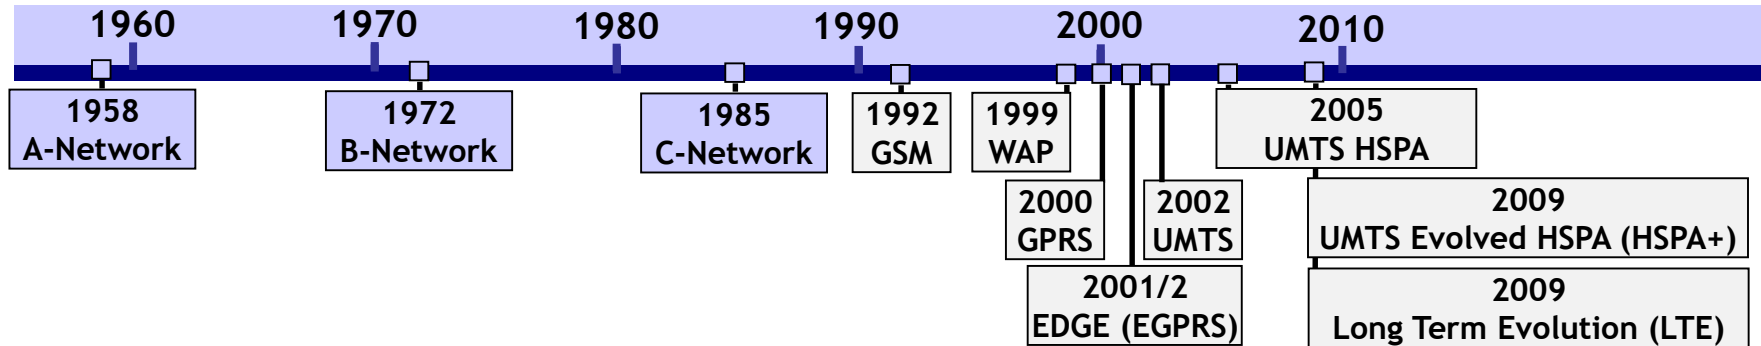 1960
1970
1980
1990
2000
2010
1958
A-Network
1972
B-Network
1985
C-Network
1992
GSM
1999
WAP
2005
UMTS HSPA
2000
GPRS
2002
UMTS
2009
UMTS Evolved HSPA (HSPA+)
2001/2
EDGE (EGPRS)
2009
Long Term Evolution (LTE)